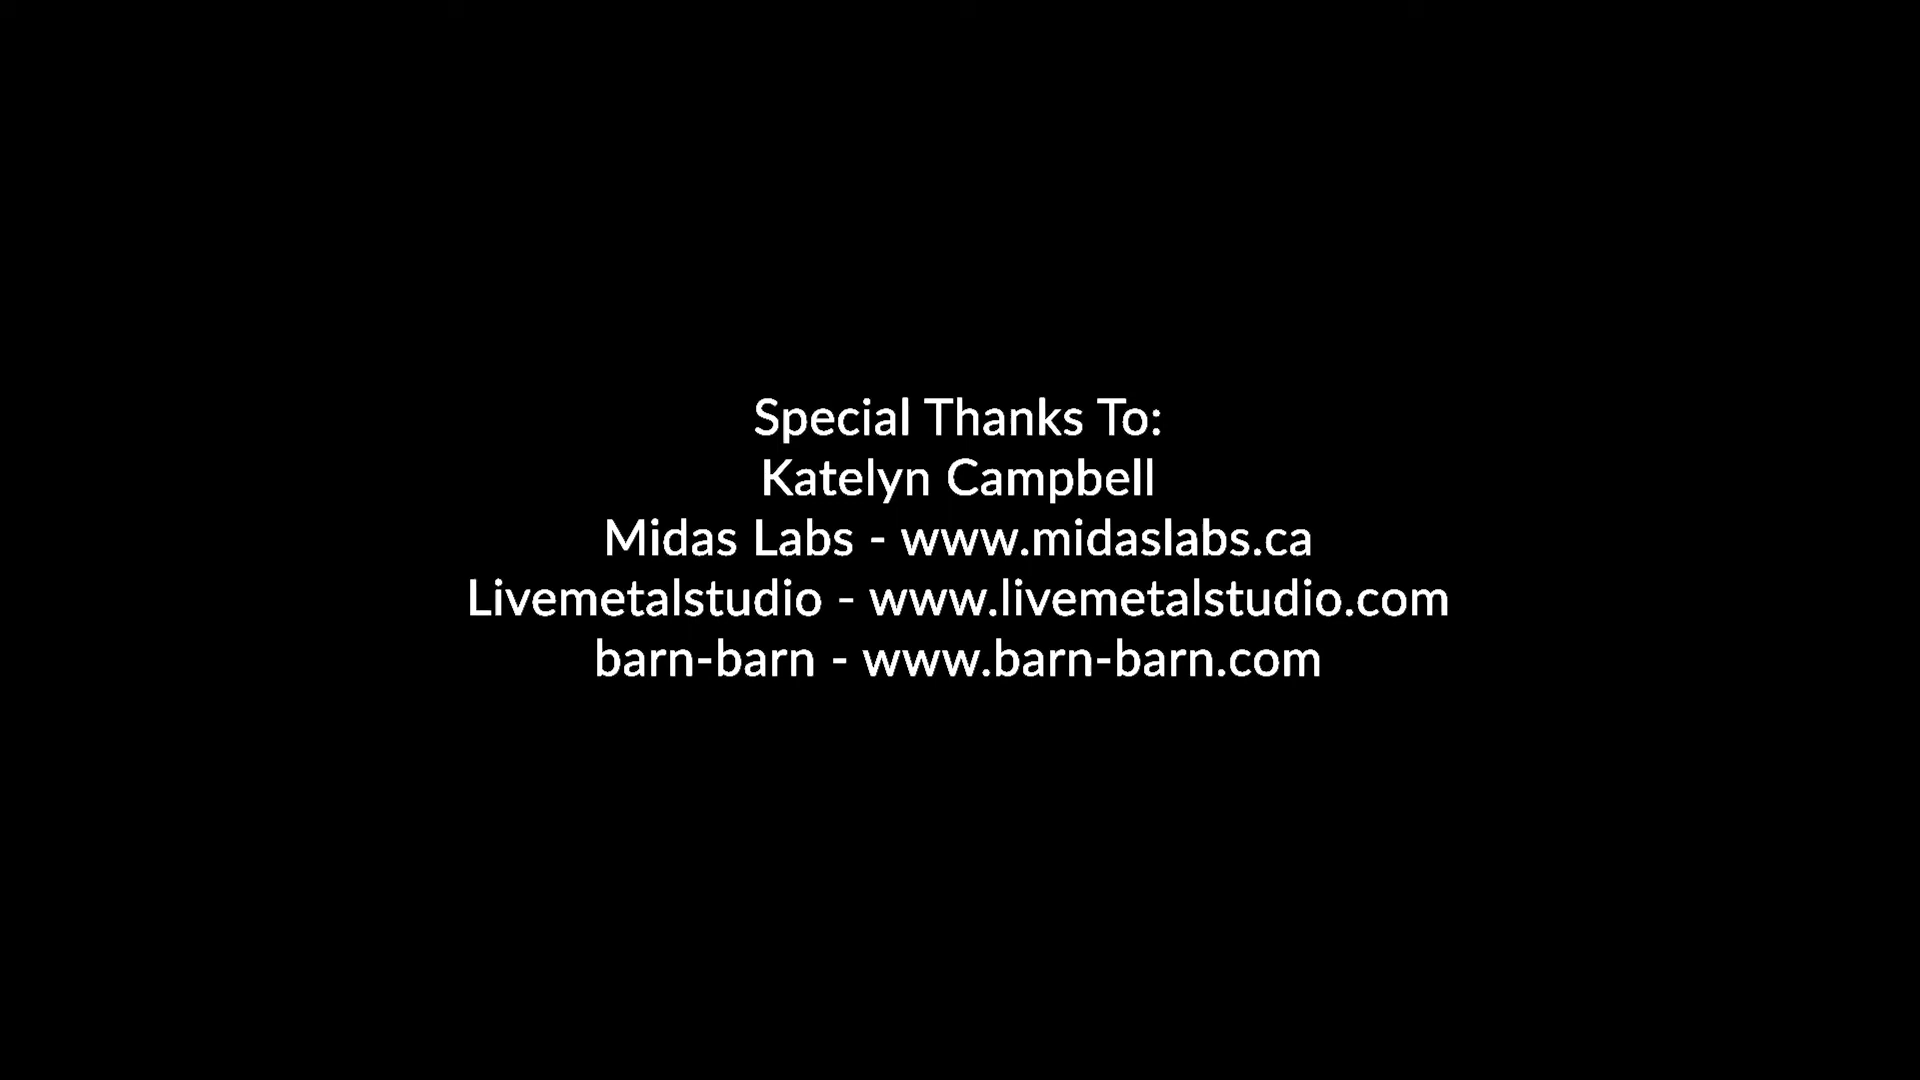 Special Thanks To:
Katelyn Campbell
Midas Labs - www.midaslabs.ca
Livemetalstudio - www.livemetalstudio.com
barn-barn - www.barn-barn.com